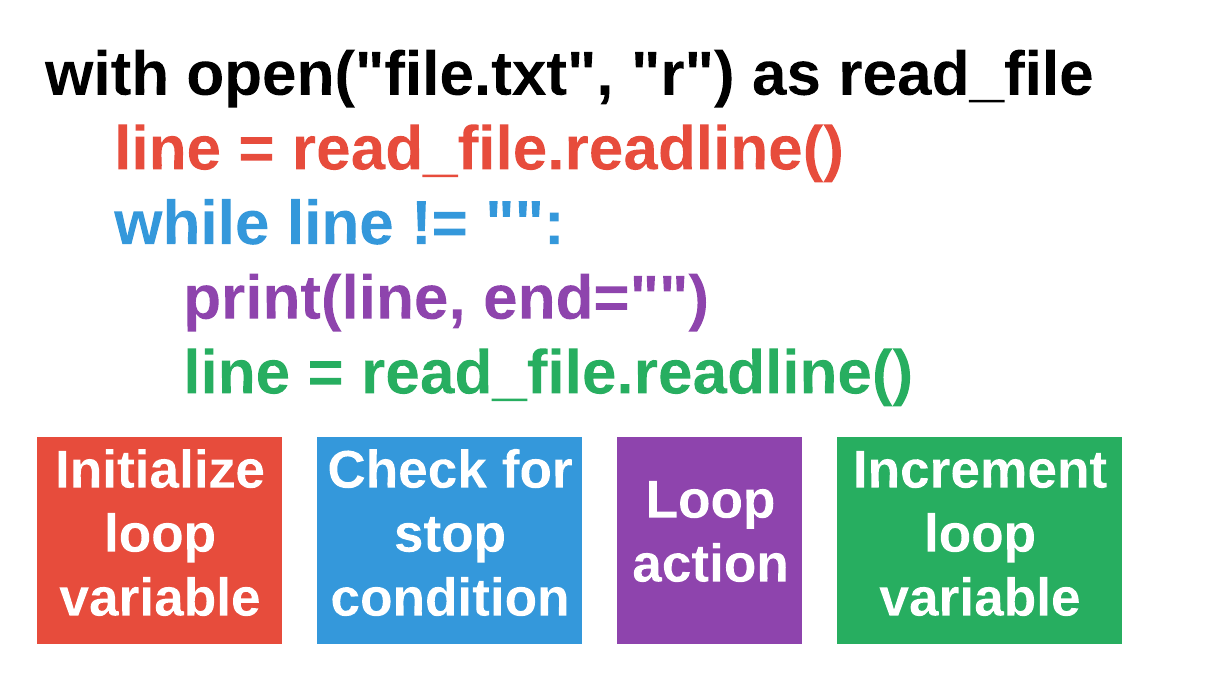 with open("file.txt", "r") as read_file
line = read_file.readline()
while line != "":
print(line, end="")
line = read_file.readline()
Initialize
loop
variable
Check for
stop
condition
Loop
action
Increment
loop
variable